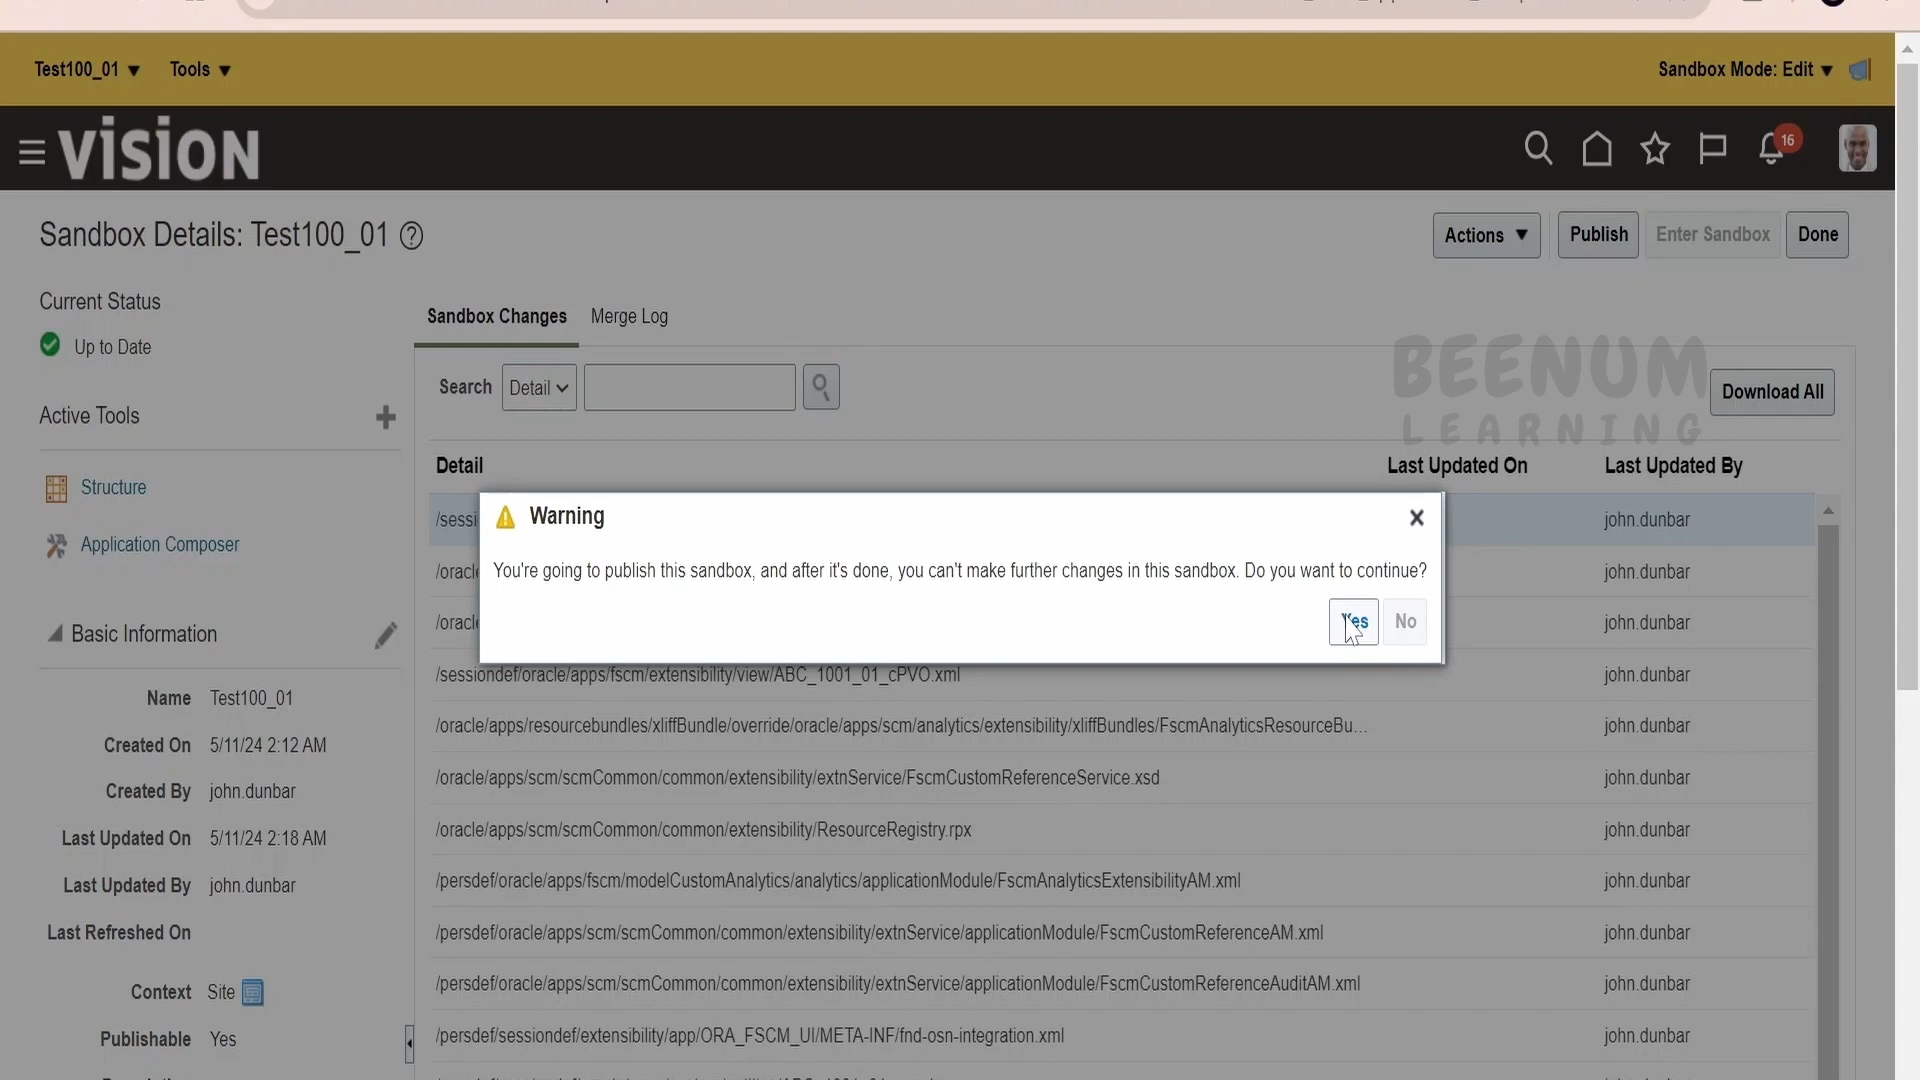 Test100_01 Tools Sandbox Mode: Edit
VISION 16
Sandbox Details: Test100_01 ? Actions Publish Enter Sandbox Done
Current Status
Up to Date
Active Tools
Structure
Application Composer
Basic Information
Name Test100_01
Created On 5/11/24 2:12 AM
Created By john.dunbar
Last Updated On 5/11/24 2:18 AM
Last Updated By john.dunbar
Last Refreshed On
Context Site
Publishable Yes
Sandbox Changes Merge Log
Search Detail Download All
BEENUM
LEARNING
Detail Last Updated On Last Updated By
/sessi john.dunbar
/oracl john.dunbar
/oracl john.dunbar
Warning
You're going to publish this sandbox, and after it's done, you can't make further changes in this sandbox. Do you want to continue?
Yes No
/sessiondef/oracle/apps/fscm/extensibility/view/ABC_1001_01_cPVO.xml john.dunbar
/oracle/apps/resourcebundles/xliffBundle/override/oracle/apps/scm/analytics/extensibility/xliffBundles/FscmAnalyticsResourceBu... john.dunbar
/oracle/apps/scm/scmCommon/common/extensibility/extnService/FscmCustomReferenceService.xsd john.dunbar
/oracle/apps/scm/scmCommon/common/extensibility/ResourceRegistry.rpx john.dunbar
/persdef/oracle/apps/fscm/modelCustomAnalytics/analytics/applicationModule/FscmAnalyticsExtensibilityAM.xml john.dunbar
/persdef/oracle/apps/scm/scmCommon/common/extensibility/extnService/applicationModule/FscmCustomReferenceAM.xml john.dunbar
/persdef/oracle/apps/scm/scmCommon/common/extensibility/extnService/applicationModule/FscmCustomReferenceAuditAM.xml john.dunbar
/persdef/sessiondef/extensibility/app/ORA_FSCM_UI/META-INF/fnd-osn-integration.xml john.dunbar